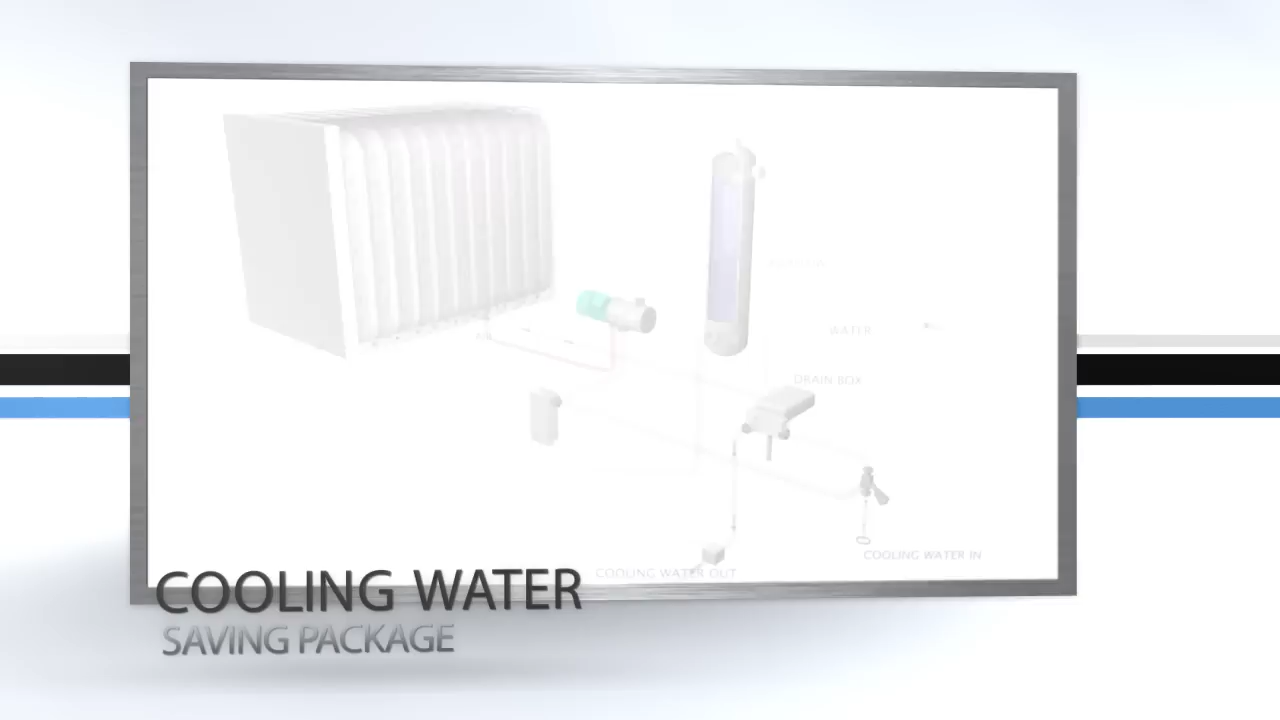 WATER
DRAIN BOX
COOLING WATER IN
COOLING WATER OUT
COOLING WATER
SAVING PACKAGE